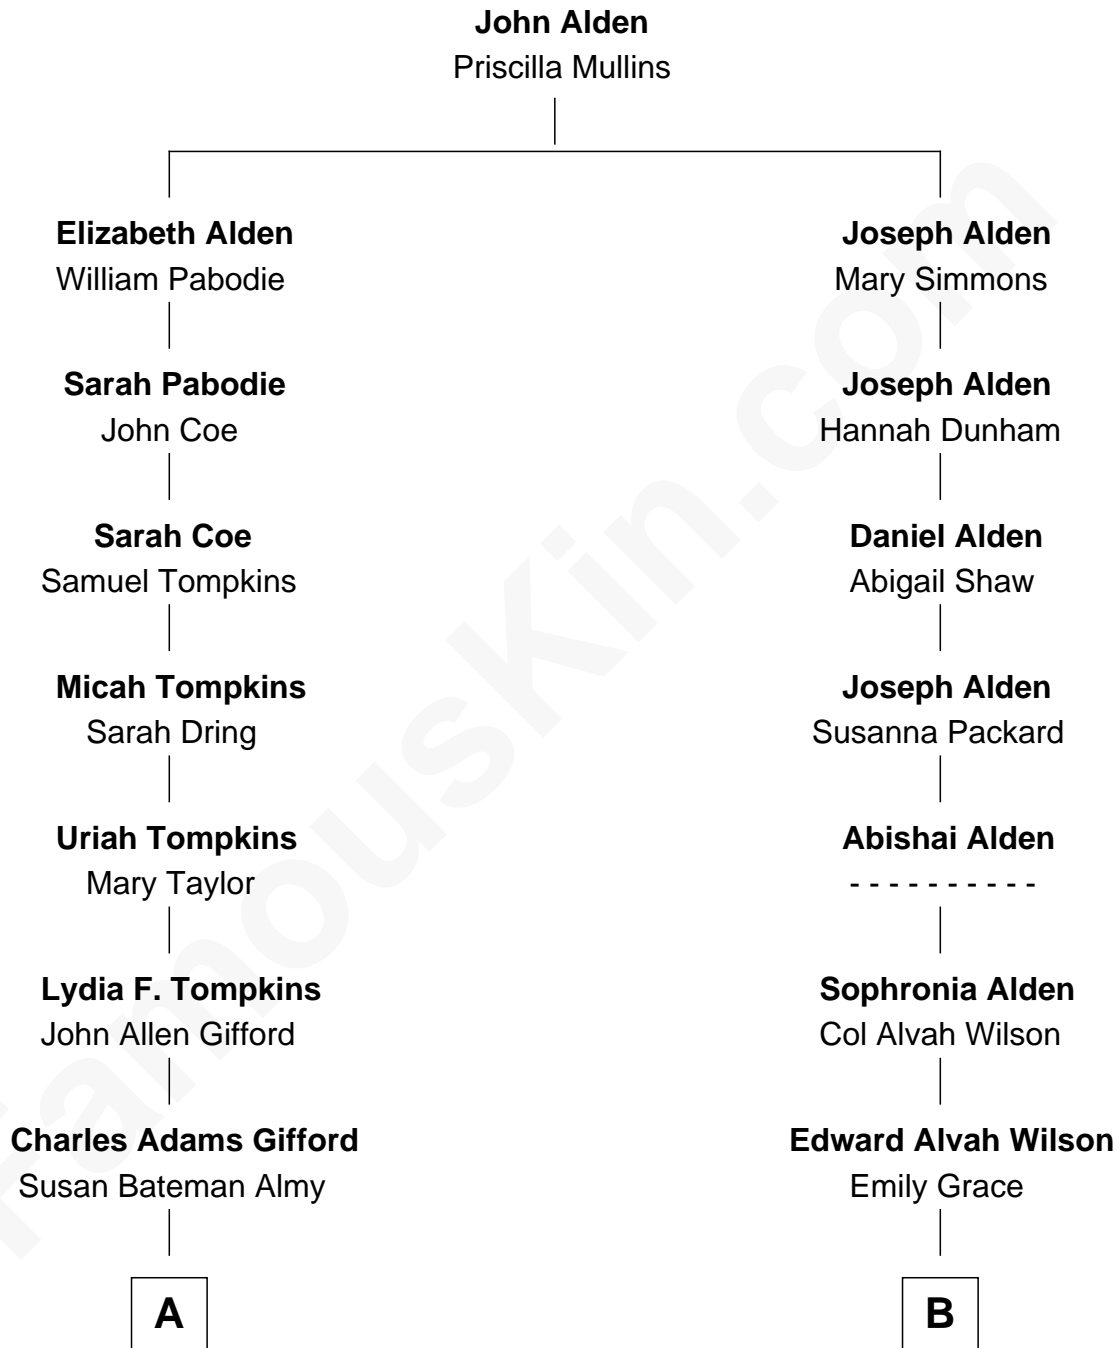 John Alden
Priscilla Mullins
Elizabeth Alden
William Pabodie
Joseph Alden
Mary Simmons
Sarah Pabodie
John Coe
Joseph Alden
Hannah Dunham
Sarah Coe
Samuel Tompkins
Daniel Alden
Abigail Shaw
Micah Tompkins
Sarah Dring
Joseph Alden
Susanna Packard
Uriah Tompkins
Mary Taylor
Abishai Alden
- - - - - - - - - -
Lydia F. Tompkins
John Allen Gifford
Sophronia Alden
Col Alvah Wilson
Charles Adams Gifford
Susan Bateman Almy
Edward Alvah Wilson
Emily Grace
A
B
FamousKin.com